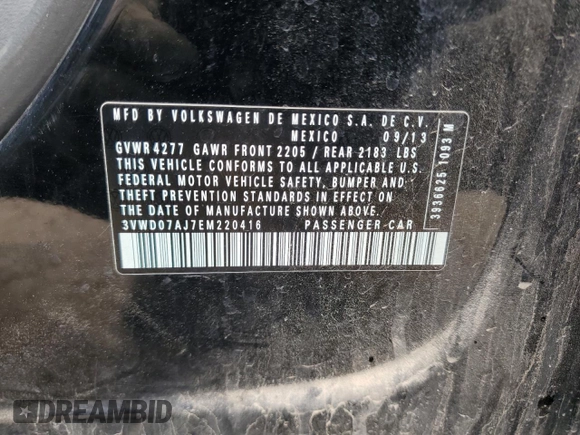 MFD BY VOLKSWAGEN DE MEXICO S.A. DE C.V.
MEXICO 09/13
GVWR 4277 GAWR FRONT 2205 / REAR 2183 LBS
THIS VEHICLE CONFORMS TO ALL APPLICABLE U.S.
FEDERAL MOTOR VEHICLE SAFETY, BUMPER AND
THEFT PREVENTION STANDARDS IN EFFECT ON
THE DATE OF MANUFACTURE SHOWN ABOVE.
3VWD07AJ7EM220416 PASSENGER-CAR
3936625 1093 M
DREAMBID